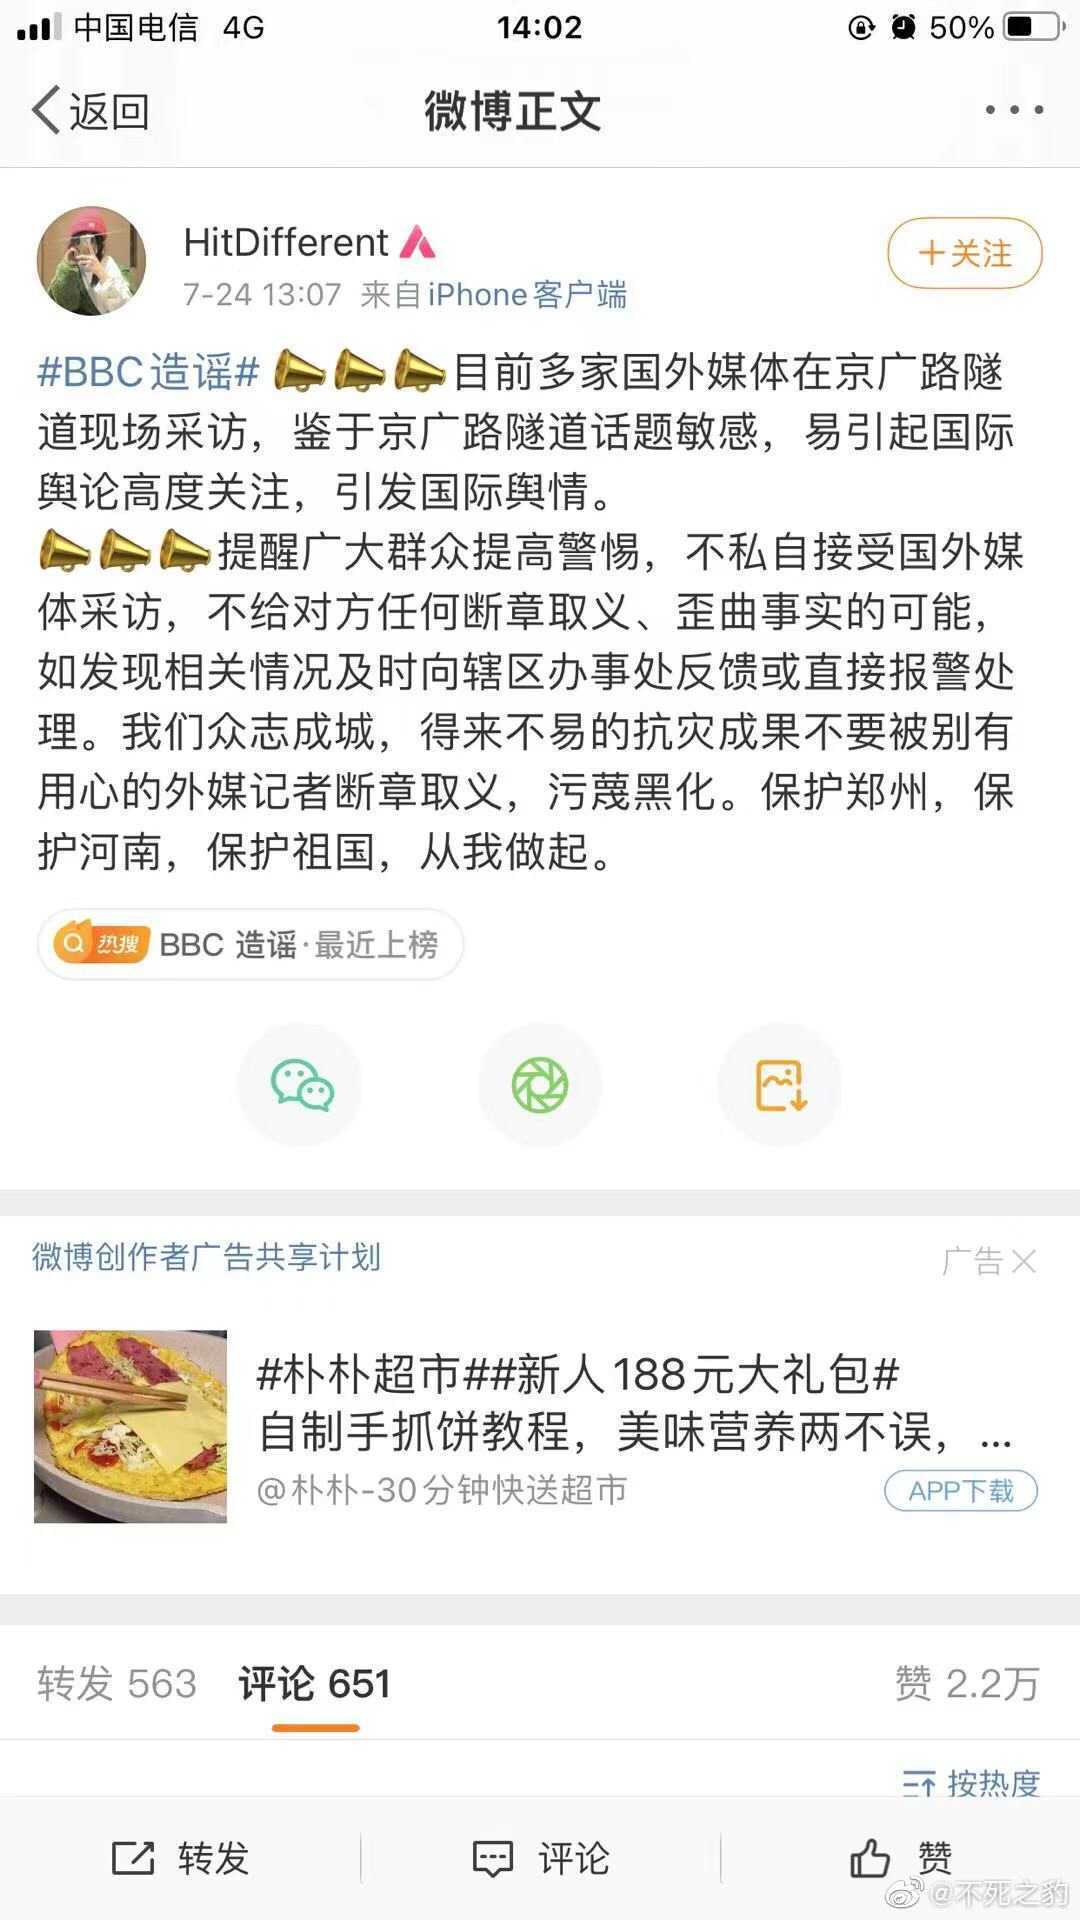 中国电信 4G 14:02 50%
返回 微博正文
HitDifferent
+关注
7-24 13:07 来自iPhone客户端
#BBC造谣# 目前多家国外媒体在京广路隧
道现场采访，鉴于京广路隧道话题敏感，易引起国际
舆论高度关注，引发国际舆情。
提醒广大群众提高警惕，不私自接受国外媒
体采访，不给对方任何断章取义、歪曲事实的可能，
如发现相关情况及时向辖区办事处反馈或直接报警处
理。我们众志成城，得来不易的抗灾成果不要被别有
用心的外媒记者断章取义，污蔑黑化。保护郑州，保
护河南，保护祖国，从我做起。
热搜 BBC 造谣·最近上榜
微博创作者广告共享计划 广告
#朴朴超市##新人188元大礼包#
自制手抓饼教程，美味营养两不误，...
@朴朴-30分钟快送超市 APP下载
转发 563 评论 651 赞 2.2万
按热度
转发 评论 赞
@不死之豹